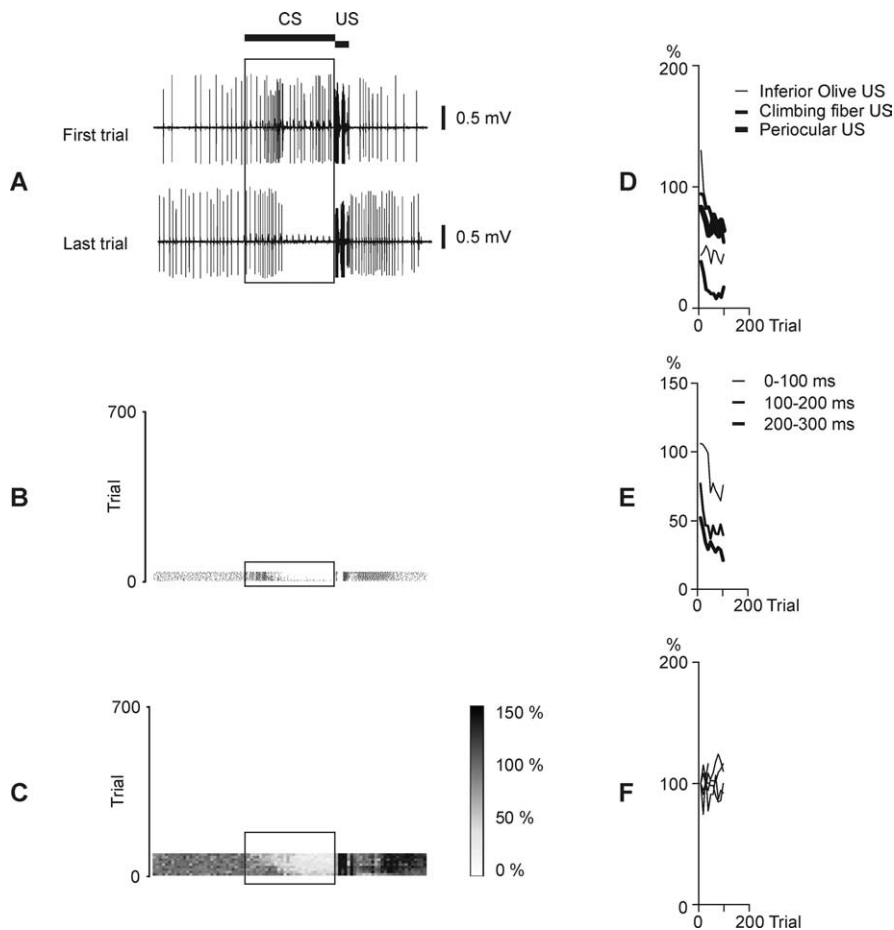 CS
US
First trial
0.5 mV
A
Last trial
0.5 mV
700
B
Trial
0
700
C
Trial
0
150 %
100 %
50 %
0 %
%
200
Inferior Olive US
Climbing fiber US
Periocular US
D
100
0
0
200 Trial
%
150
0-100 ms
100-200 ms
200-300 ms
100
E
50
0
0
200 Trial
%
200
F
100
0
0
200 Trial